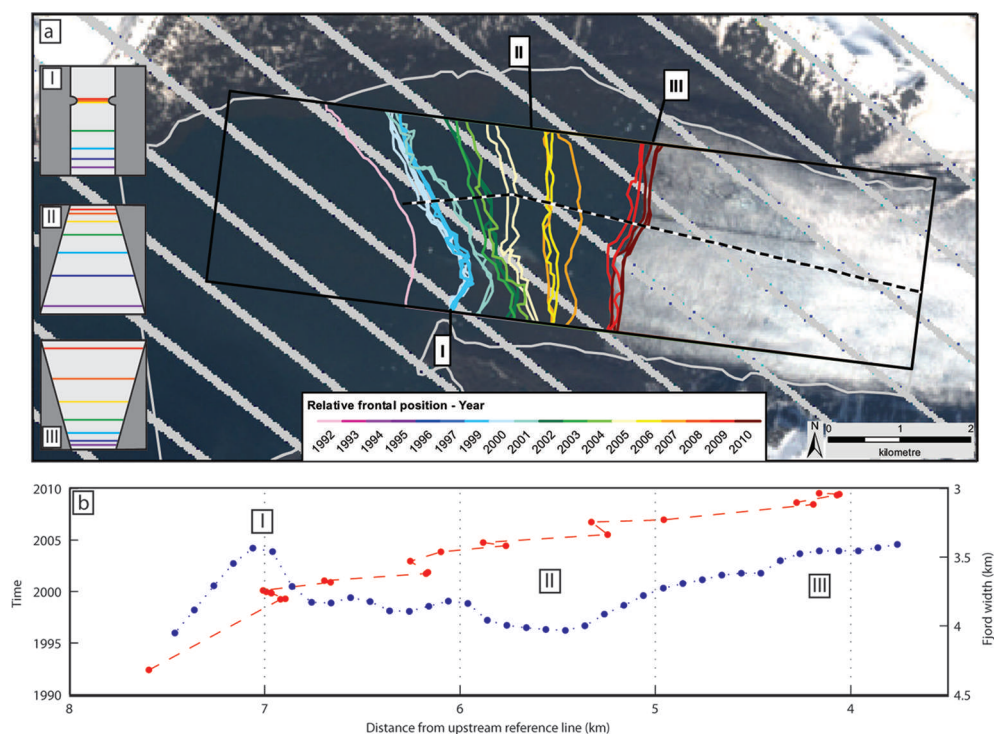 a
I
II
III
II
III
I
Relative frontal position - Year
1992 1993 1994 1995 1996 1997 1999 2000 2001 2002 2003 2004 2005 2006 2007 2008 2009 2010
N
0 1 2
kilometre
b
2010
2005
2000
1995
1990
Time
I
II
III
3
3.5
4
4.5
Fjord width (km)
8 7 6 5 4
Distance from upstream reference line (km)